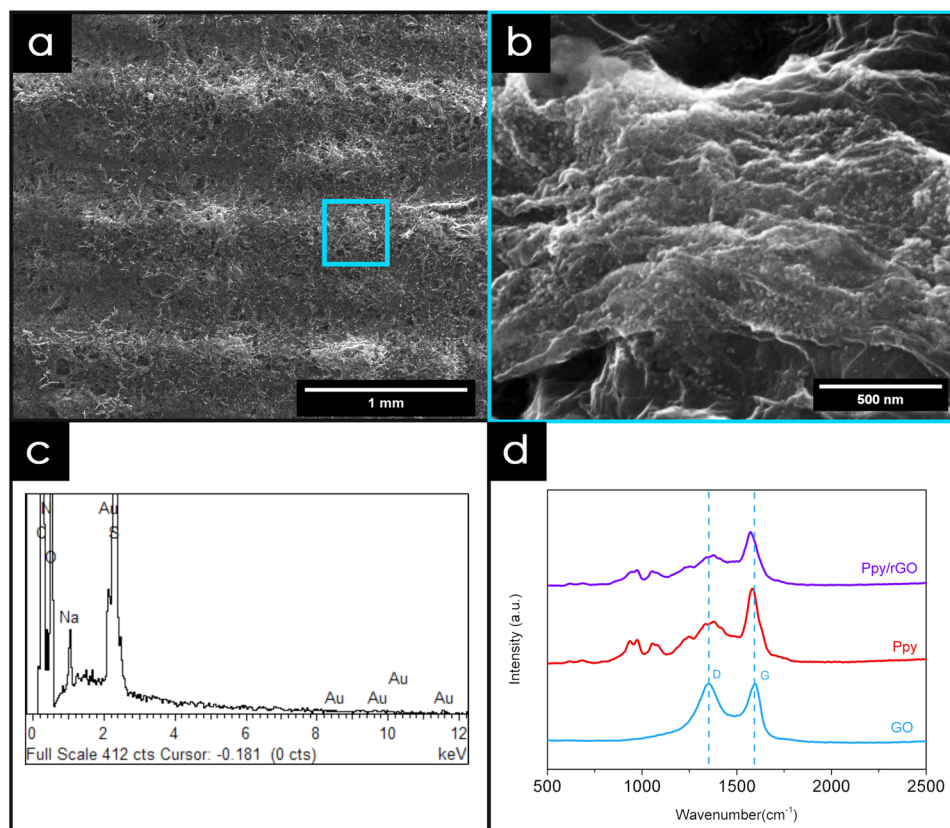 a
1 mm
b
500 nm
c
N
C
O
Na
Au
S
Au
Au
Au
Au
0 2 4 6 8 10 12
Full Scale 412 cts Cursor: -0.181 (0 cts) keV
d
Intensity (a.u.)
Ppy/rGO
Ppy
D
G
GO
500 1000 1500 2000 2500
Wavenumber(cm⁻¹)